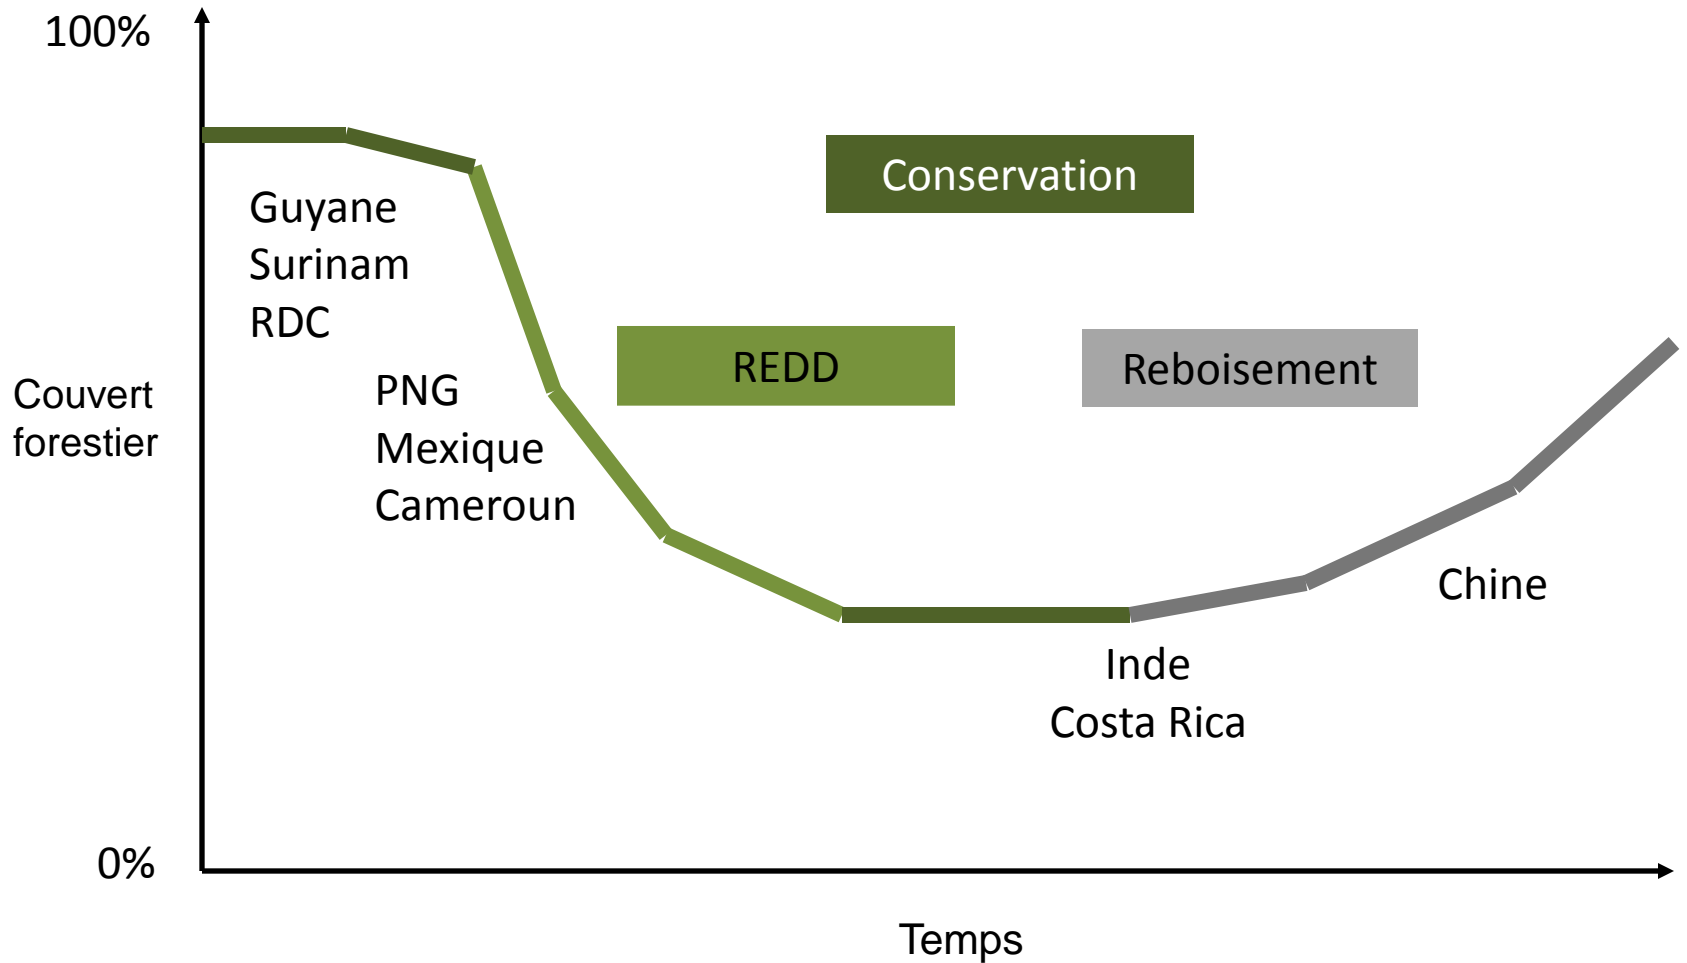 100%
Conservation
Guyane
Surinam
RDC
REDD
Reboisement
PNG
Mexique
Cameroun
Couvert
forestier
Chine
Inde
Costa Rica
0%
Temps